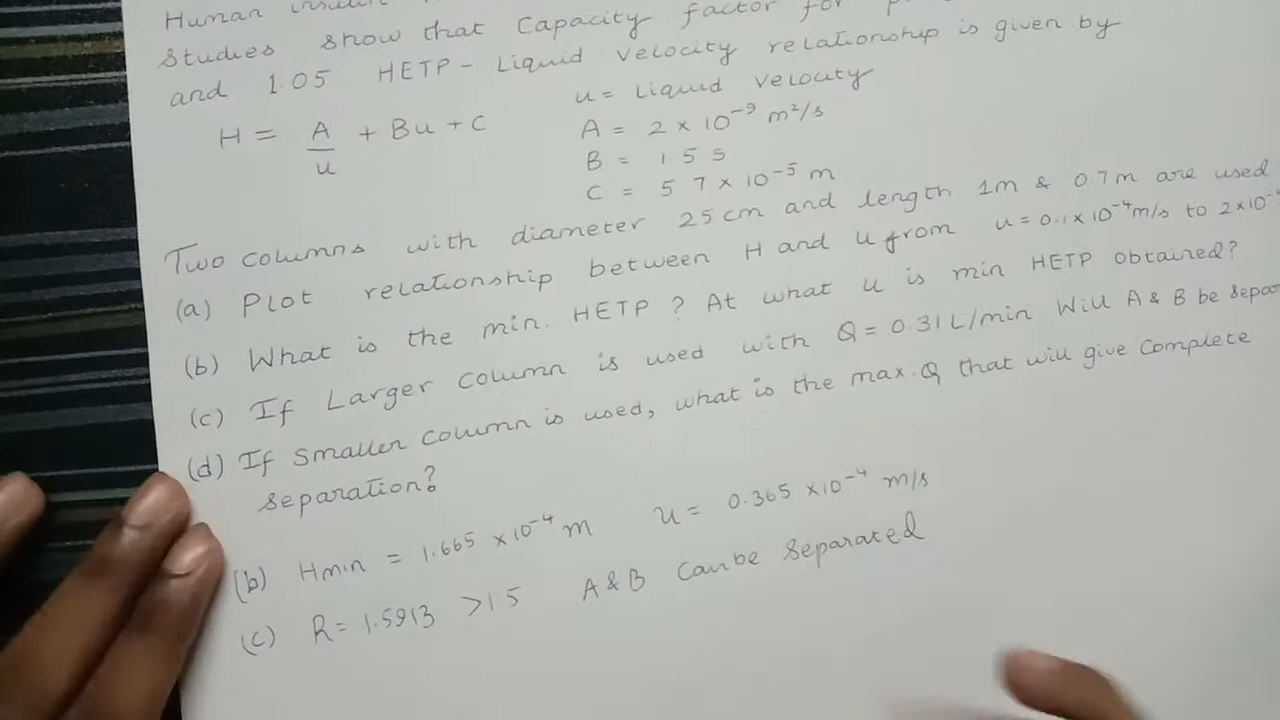 Human
Studies show that Capacity factor for
and 1.05 HETP - Liquid Velocity relationship is given by
H = A/u + Bu + C
u = Liquid Velocity
A = 2 × 10⁻⁹ m²/s
B = 1.5 s
C = 5.7 × 10⁻⁵ m
Two columns with diameter 25 cm and length 1m & 0.7m are used
(a) Plot relationship between H and u from u = 0.1 × 10⁻⁴ m/s to 2×10
(b) What is the min. HETP ? At what u is min HETP obtained?
(c) If Larger column is used with Q = 0.31 L/min Will A & B be
(d) If smaller column is used, what is the max. Q that will give complete
separation?
(b) Hmin = 1.665 × 10⁻⁴ m u = 0.365 × 10⁻⁴ m/s
(c) R = 1.5913 > 1.5 A & B can be separated